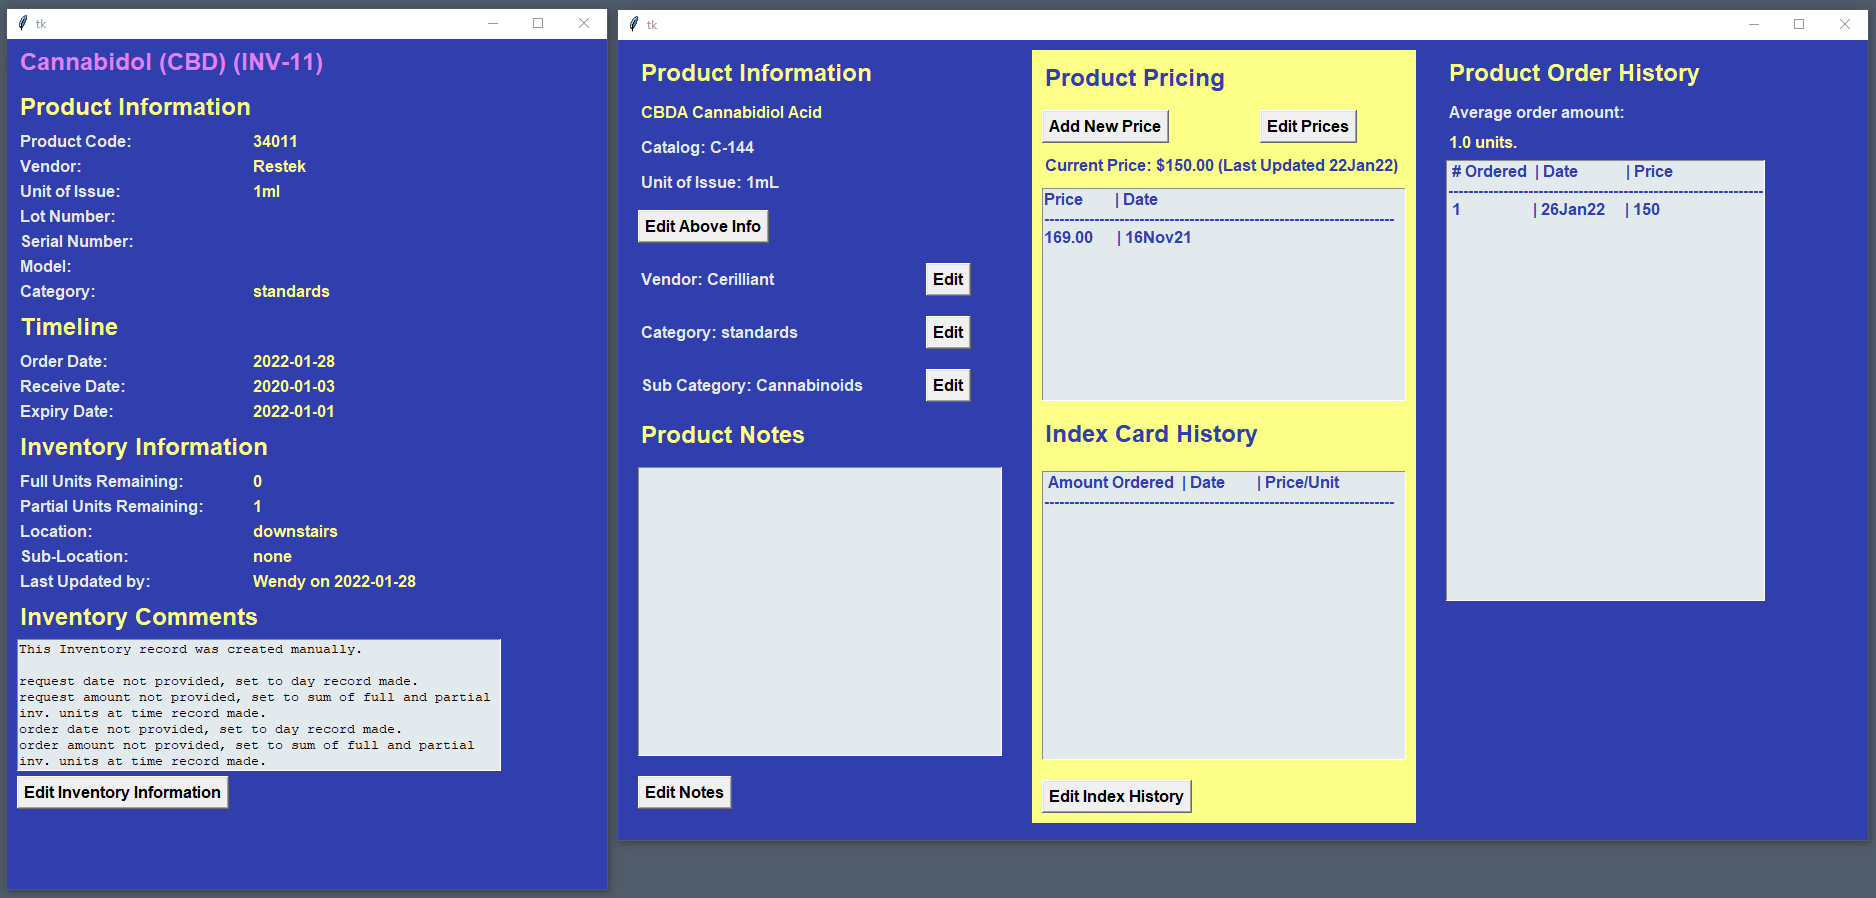 tk
Cannabidol (CBD) (INV-11)
Product Information
Product Code: 34011
Vendor: Restek
Unit of Issue: 1ml
Lot Number:
Serial Number:
Model:
Category: standards
Timeline
Order Date: 2022-01-28
Receive Date: 2020-01-03
Expiry Date: 2022-01-01
Inventory Information
Full Units Remaining: 0
Partial Units Remaining: 1
Location: downstairs
Sub-Location: none
Last Updated by: Wendy on 2022-01-28
Inventory Comments
This Inventory record was created manually.
request date not provided, set to day record made.
request amount not provided, set to sum of full and partial
inv. units at time record made.
order date not provided, set to day record made.
order amount not provided, set to sum of full and partial
inv. units at time record made.
Edit Inventory Information
tk
Product Information
CBDA Cannabidiol Acid
Catalog: C-144
Unit of Issue: 1mL
Edit Above Info
Vendor: Cerilliant Edit
Category: standards Edit
Sub Category: Cannabinoids Edit
Product Notes
Edit Notes
Product Pricing
Add New Price Edit Prices
Current Price: $150.00 (Last Updated 22Jan22)
Price | Date
----------------------------------------------------------------------
169.00 | 16Nov21
Index Card History
Amount Ordered | Date | Price/Unit
----------------------------------------------------------------------
Edit Index History
Product Order History
Average order amount:
1.0 units.
# Ordered | Date | Price
---------------------------------------------------------------
1 | 26Jan22 | 150